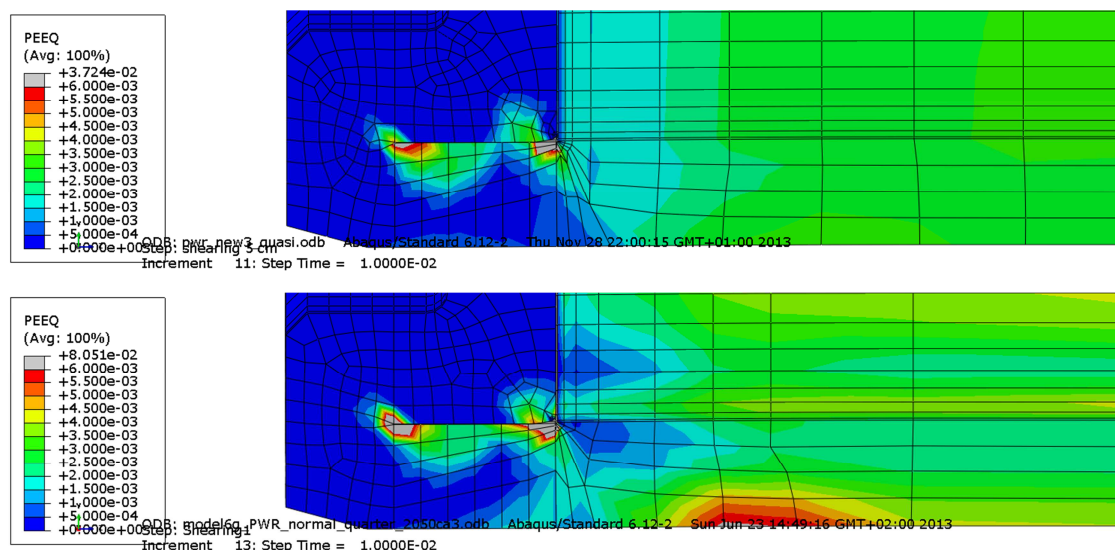 PEEQ
(Avg: 100%)
+3.724e-02
+6.000e-03
+5.500e-03
+5.000e-03
+4.500e-03
+4.000e-03
+3.500e-03
+3.000e-03
+2.500e-03
+2.000e-03
+1.500e-03
+1.000e-03
+5.000e-04
+0.000e+00
ODB: pwr_new3_quasi.odb Abaqus/Standard 6.12-2 Thu Nov 28 22:00:15 GMT+01:00 2013
Step: shearing 3 cm
Increment 11: Step Time = 1.0000E-02
PEEQ
(Avg: 100%)
+8.051e-02
+6.000e-03
+5.500e-03
+5.000e-03
+4.500e-03
+4.000e-03
+3.500e-03
+3.000e-03
+2.500e-03
+2.000e-03
+1.500e-03
+1.000e-03
+5.000e-04
+0.000e+00
ODB: PWR_normal_quarter_2050ca3.odb Abaqus/Standard 6.12-2 Sun Jun 23 14:49:16 GMT+02:00 2013
Step: Shearing1
Increment 13: Step Time = 1.0000E-02